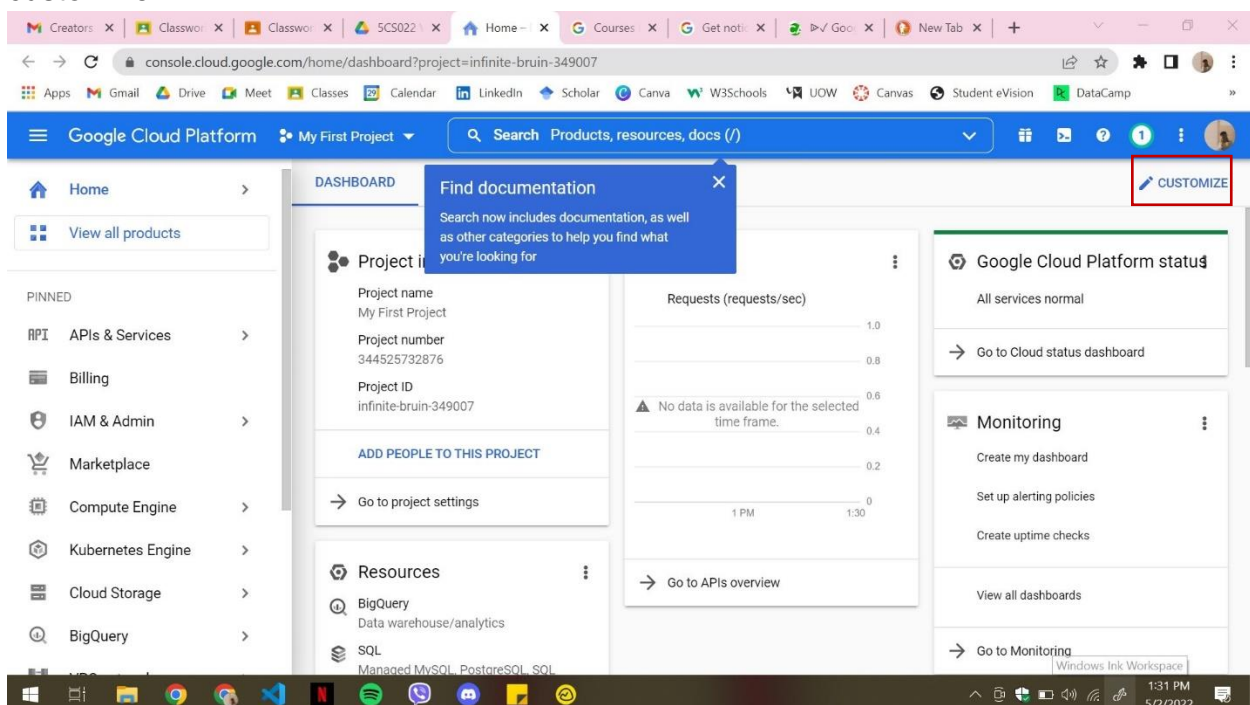 Creators
Classwor
Classwor
5CS022
Home –
Courses
Get notic
Goo
New Tab
console.cloud.google.com/home/dashboard?project=infinite-bruin-349007
Apps
Gmail
Drive
Meet
Classes
Calendar
LinkedIn
Scholar
Canva
W3Schools
UOW
Canvas
Student eVision
DataCamp
»
Google Cloud Platform
My First Project
Search Products, resources, docs (/)
1
Home
View all products
PINNED
API APIs & Services
Billing
IAM & Admin
Marketplace
Compute Engine
Kubernetes Engine
Cloud Storage
BigQuery
DASHBOARD
CUSTOMIZE
Find documentation
Search now includes documentation, as well
as other categories to help you find what
you're looking for
Project
Project name
My First Project
Project number
344525732876
Project ID
infinite-bruin-349007
ADD PEOPLE TO THIS PROJECT
Go to project settings
Resources
BigQuery
Data warehouse/analytics
SQL
Managed MySQL, PostgreSQL, SQL
Requests (requests/sec)
1.0
0.8
0.6
No data is available for the selected
time frame.
0.4
0.2
0
1 PM
1:30
Go to APIs overview
Google Cloud Platform status
All services normal
Go to Cloud status dashboard
Monitoring
Create my dashboard
Set up alerting policies
Create uptime checks
View all dashboards
Go to Monitoring
Windows Ink Workspace
1:31 PM
5/2/2022